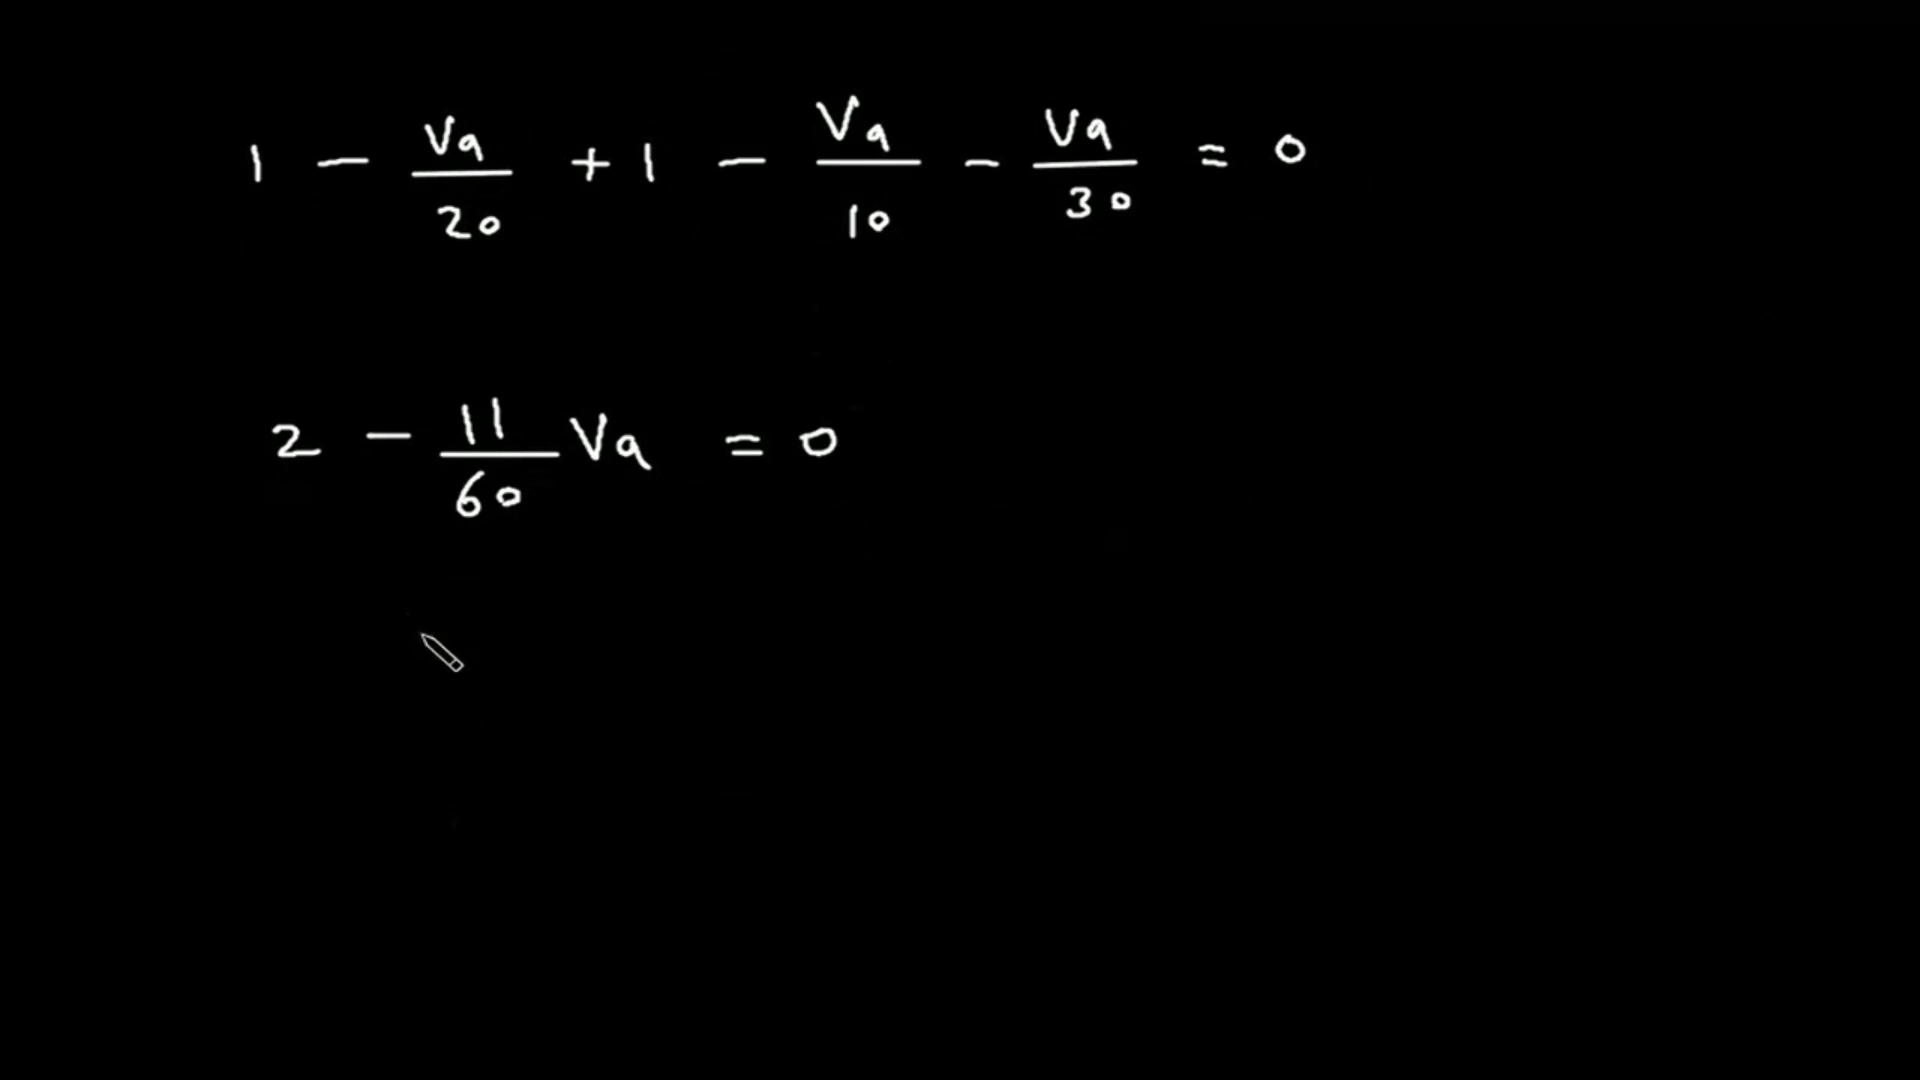 1 - Va/20 + 1 - Va/10 - Va/30 = 0
2 - 11/60 Va = 0